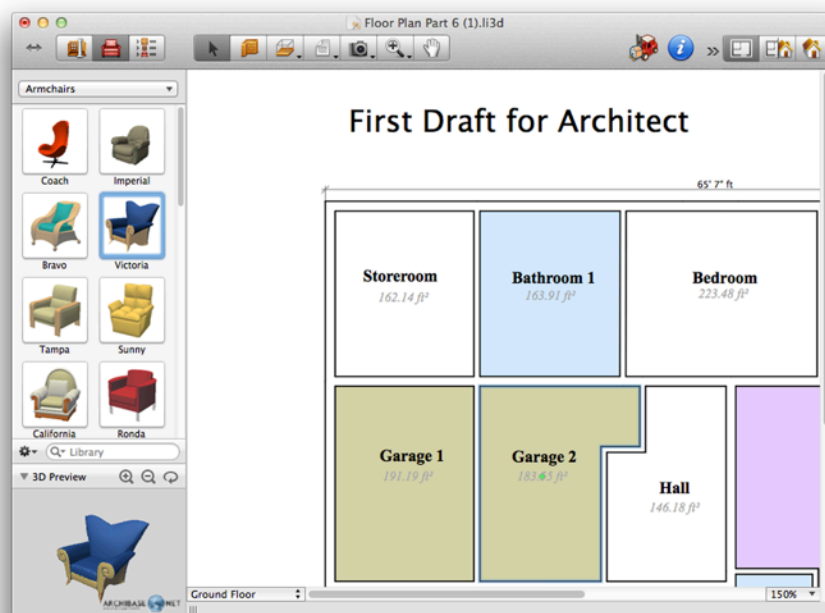 Floor Plan Part 6 (1).li3d
Armchairs
First Draft for Architect
Coach
Imperial
65' 7" ft
Bravo
Victoria
Storeroom
162.14 ft²
Bathroom 1
163.91 ft²
Bedroom
223.48 ft²
Tampa
Sunny
California
Ronda
Library
3D Preview
Garage 1
191.19 ft²
Garage 2
Hall
146.18 ft²
ARCHIBASE NET
Ground Floor
150%